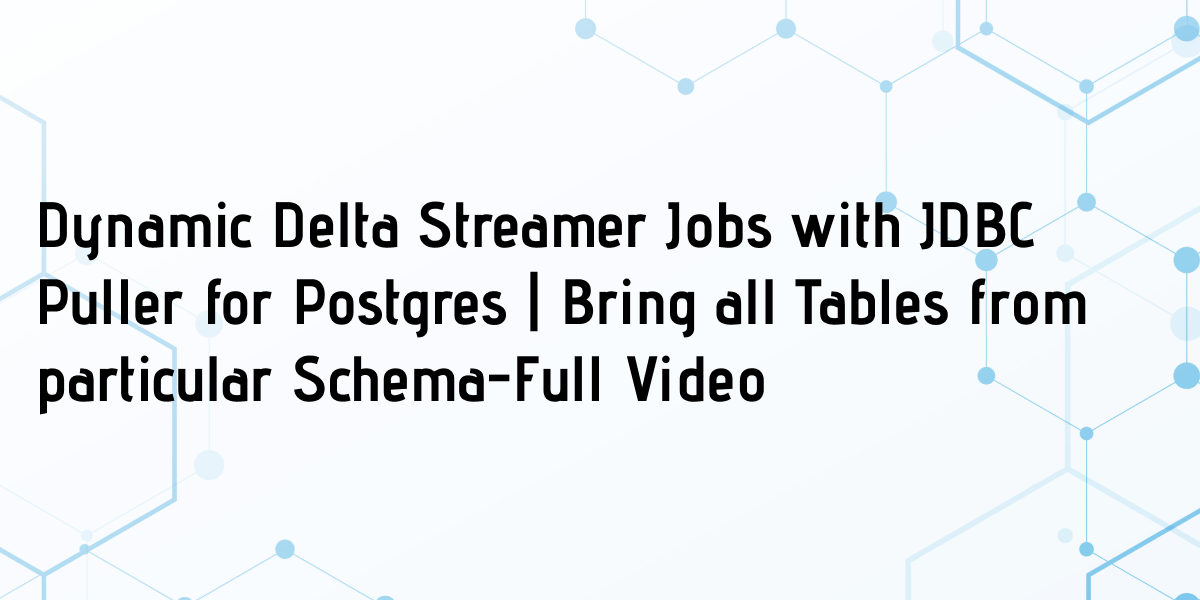 Dynamic Delta Streamer Jobs with JDBC
Puller for Postgres | Bring all Tables from
particular Schema-Full Video